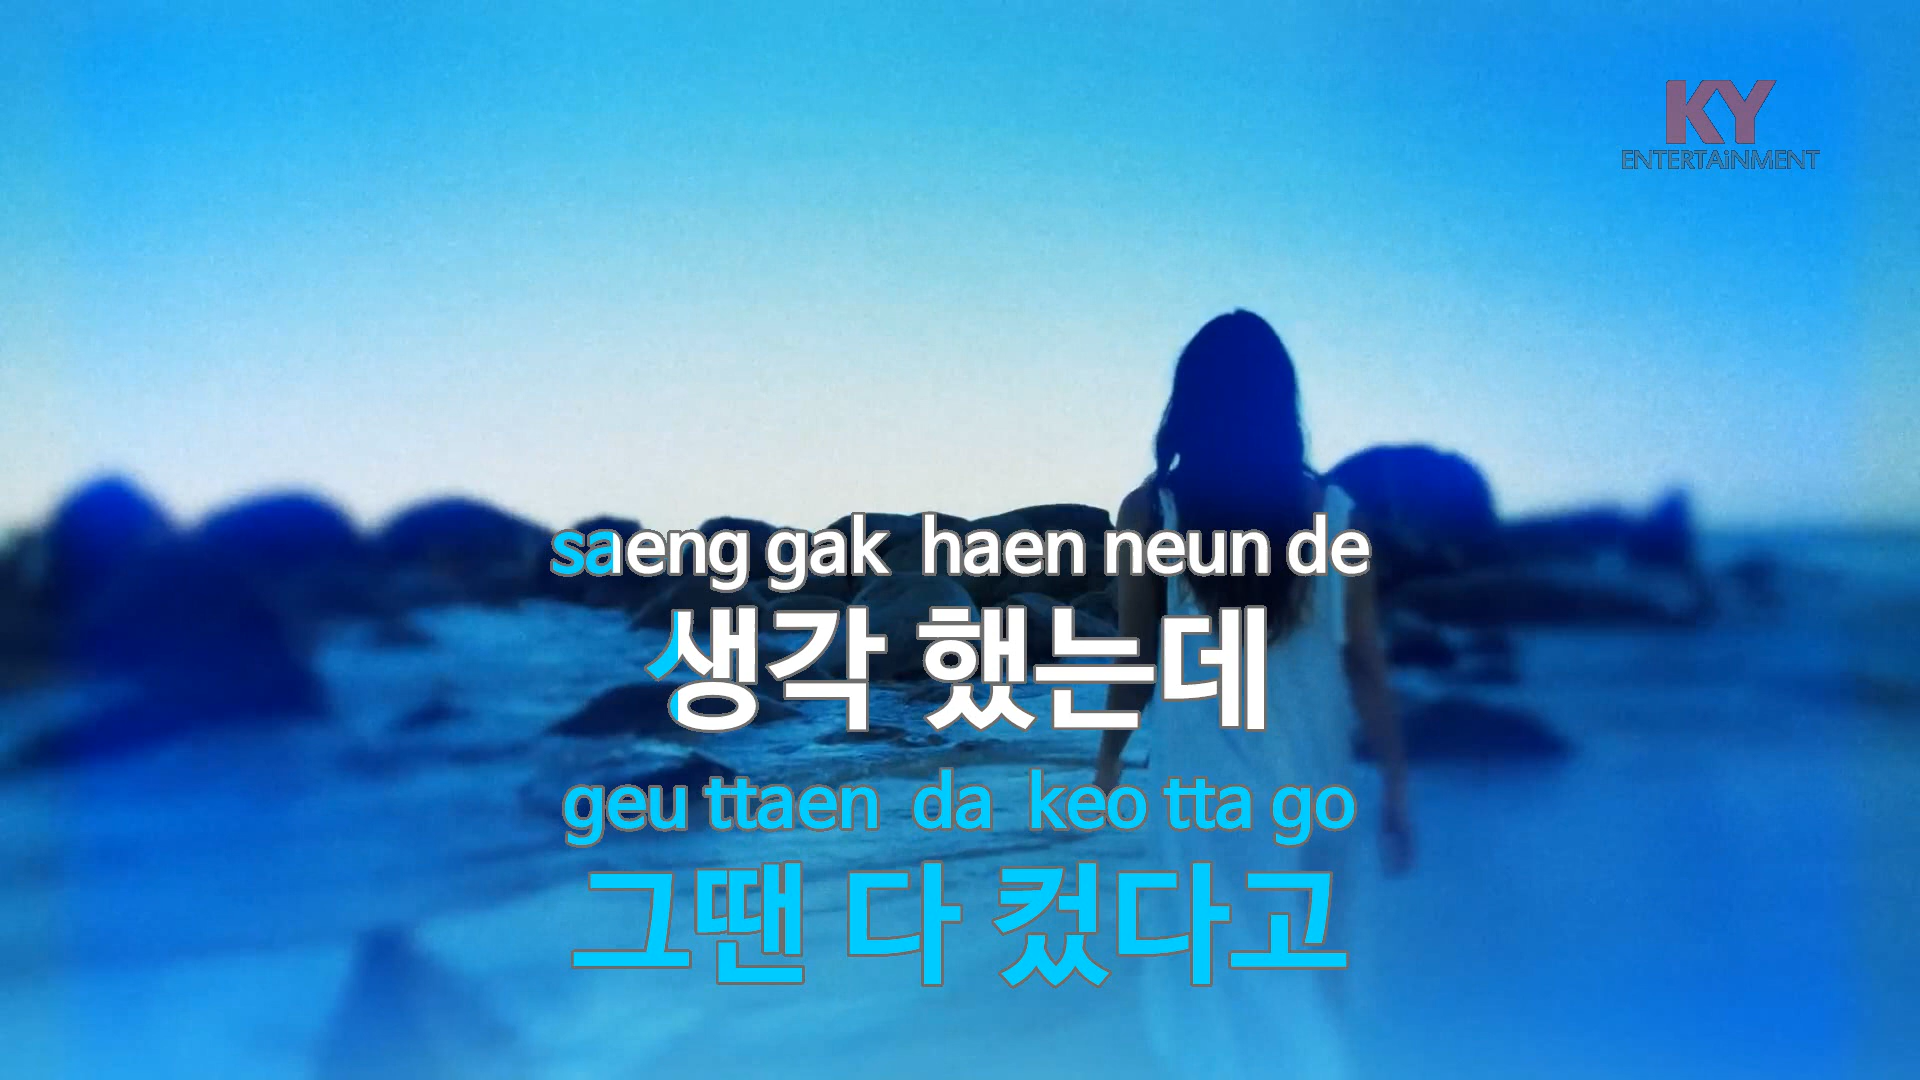 KY
ENTERTAiNMENT
saeng gak haen neun de
생각 했는데
geu ttaen da keo tta go
그땐 다 컸다고